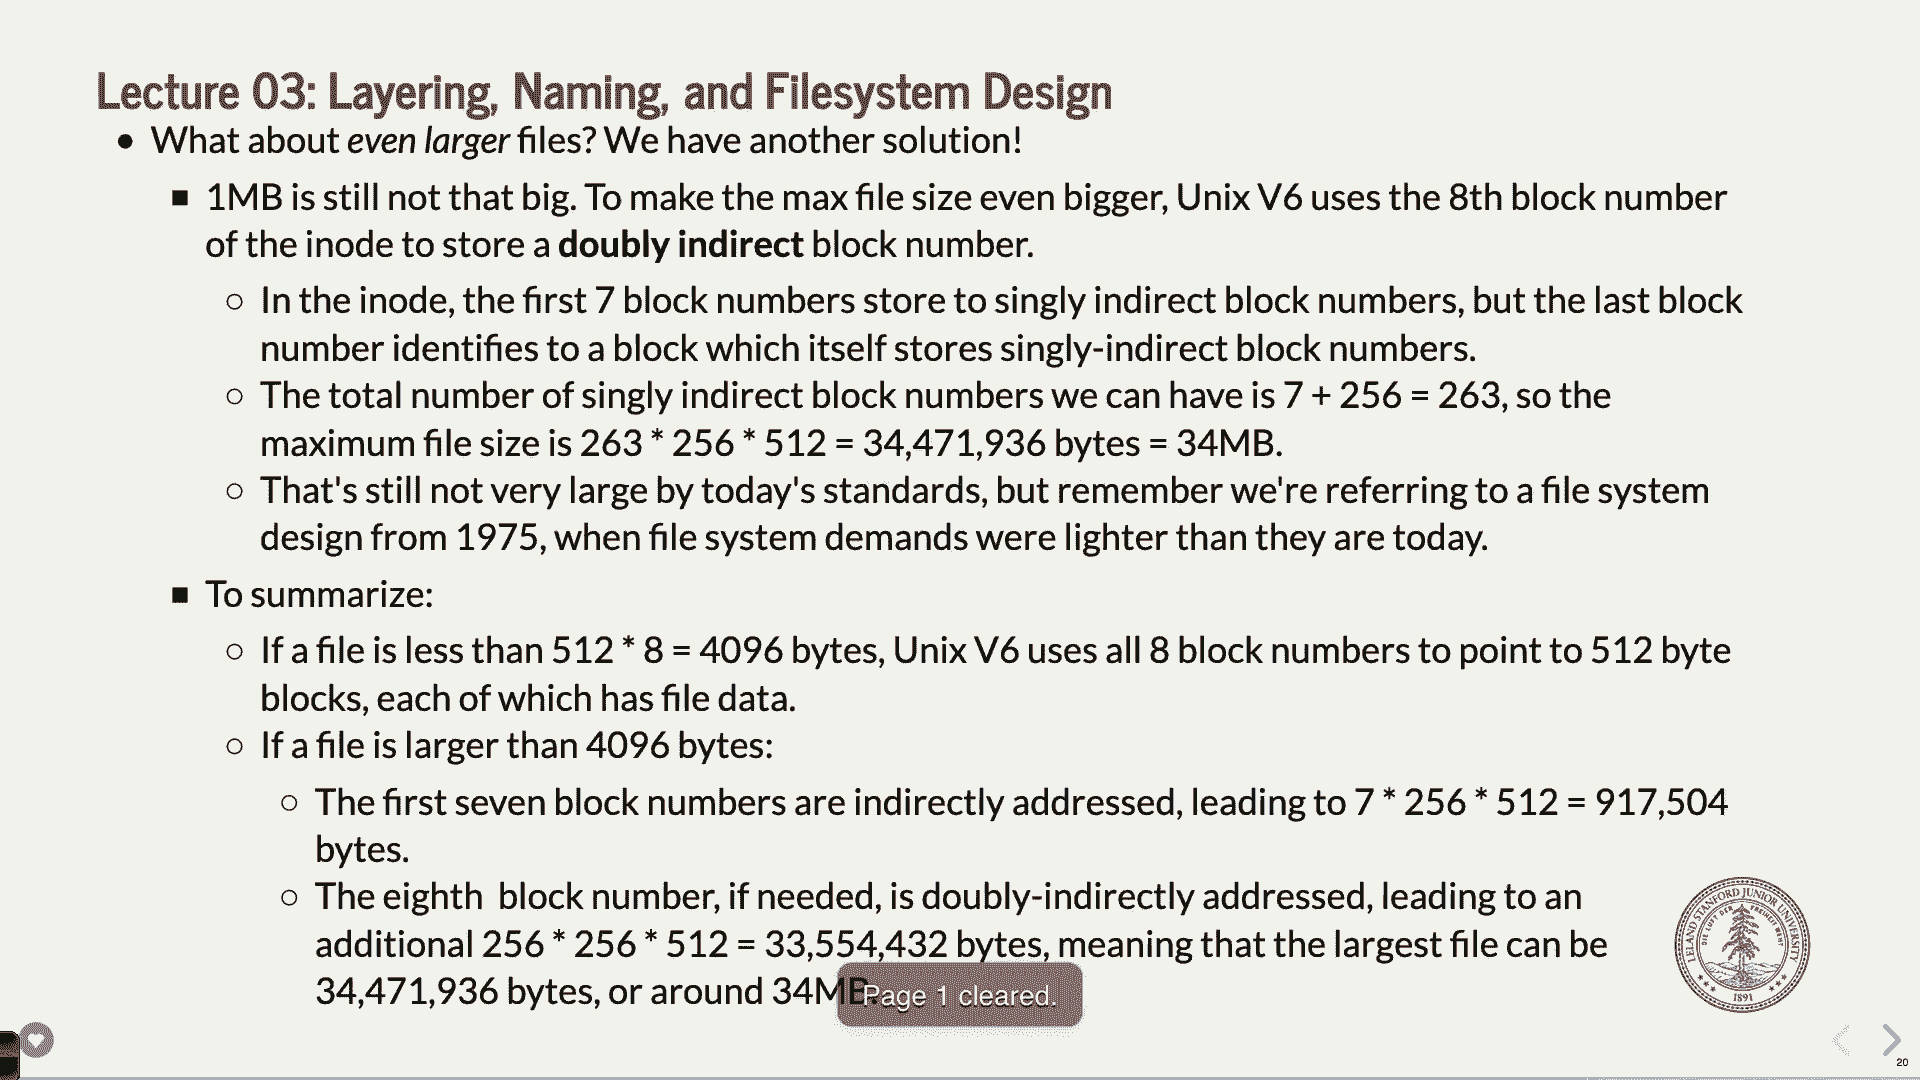 Lecture 03: Layering, Naming, and Filesystem Design
• What about even larger files? We have another solution!
■ 1MB is still not that big. To make the max file size even bigger, Unix V6 uses the 8th block number
of the inode to store a doubly indirect block number.
○ In the inode, the first 7 block numbers store to singly indirect block numbers, but the last block
number identifies to a block which itself stores singly-indirect block numbers.
○ The total number of singly indirect block numbers we can have is 7 + 256 = 263, so the
maximum file size is 263 * 256 * 512 = 34,471,936 bytes = 34MB.
○ That's still not very large by today's standards, but remember we're referring to a file system
design from 1975, when file system demands were lighter than they are today.
■ To summarize:
○ If a file is less than 512 * 8 = 4096 bytes, Unix V6 uses all 8 block numbers to point to 512 byte
blocks, each of which has file data.
○ If a file is larger than 4096 bytes:
○ The first seven block numbers are indirectly addressed, leading to 7 * 256 * 512 = 917,504
bytes.
○ The eighth block number, if needed, is doubly-indirectly addressed, leading to an
additional 256 * 256 * 512 = 33,554,432 bytes, meaning that the largest file can be
34,471,936 bytes, or around 34MB.
Page 1 cleared.
LELAND STANFORD JUNIOR UNIVERSITY
DIE LUFT DER FREIHEIT WEHT
1891
20